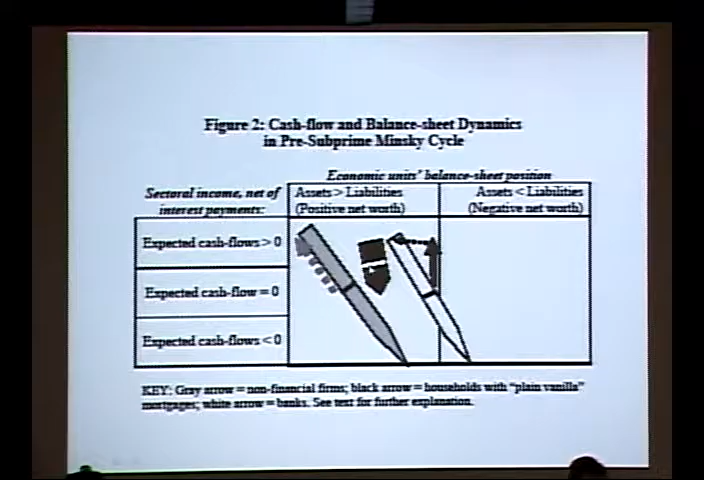 Figure 2: Cash-flow and Balance-sheet Dynamics
in Pre-Subprime Minsky Cycle
Economic units' balance-sheet position
Sectoral income, net of
interest payments:
Assets > Liabilities
(Positive net worth)
Assets < Liabilities
(Negative net worth)
Expected cash-flows > 0
Expected cash-flow = 0
Expected cash-flows < 0
KEY: Gray arrow = non-financial firms; black arrow = households with "plain vanilla"
mortgages; white arrow = banks. See text for further explanation.